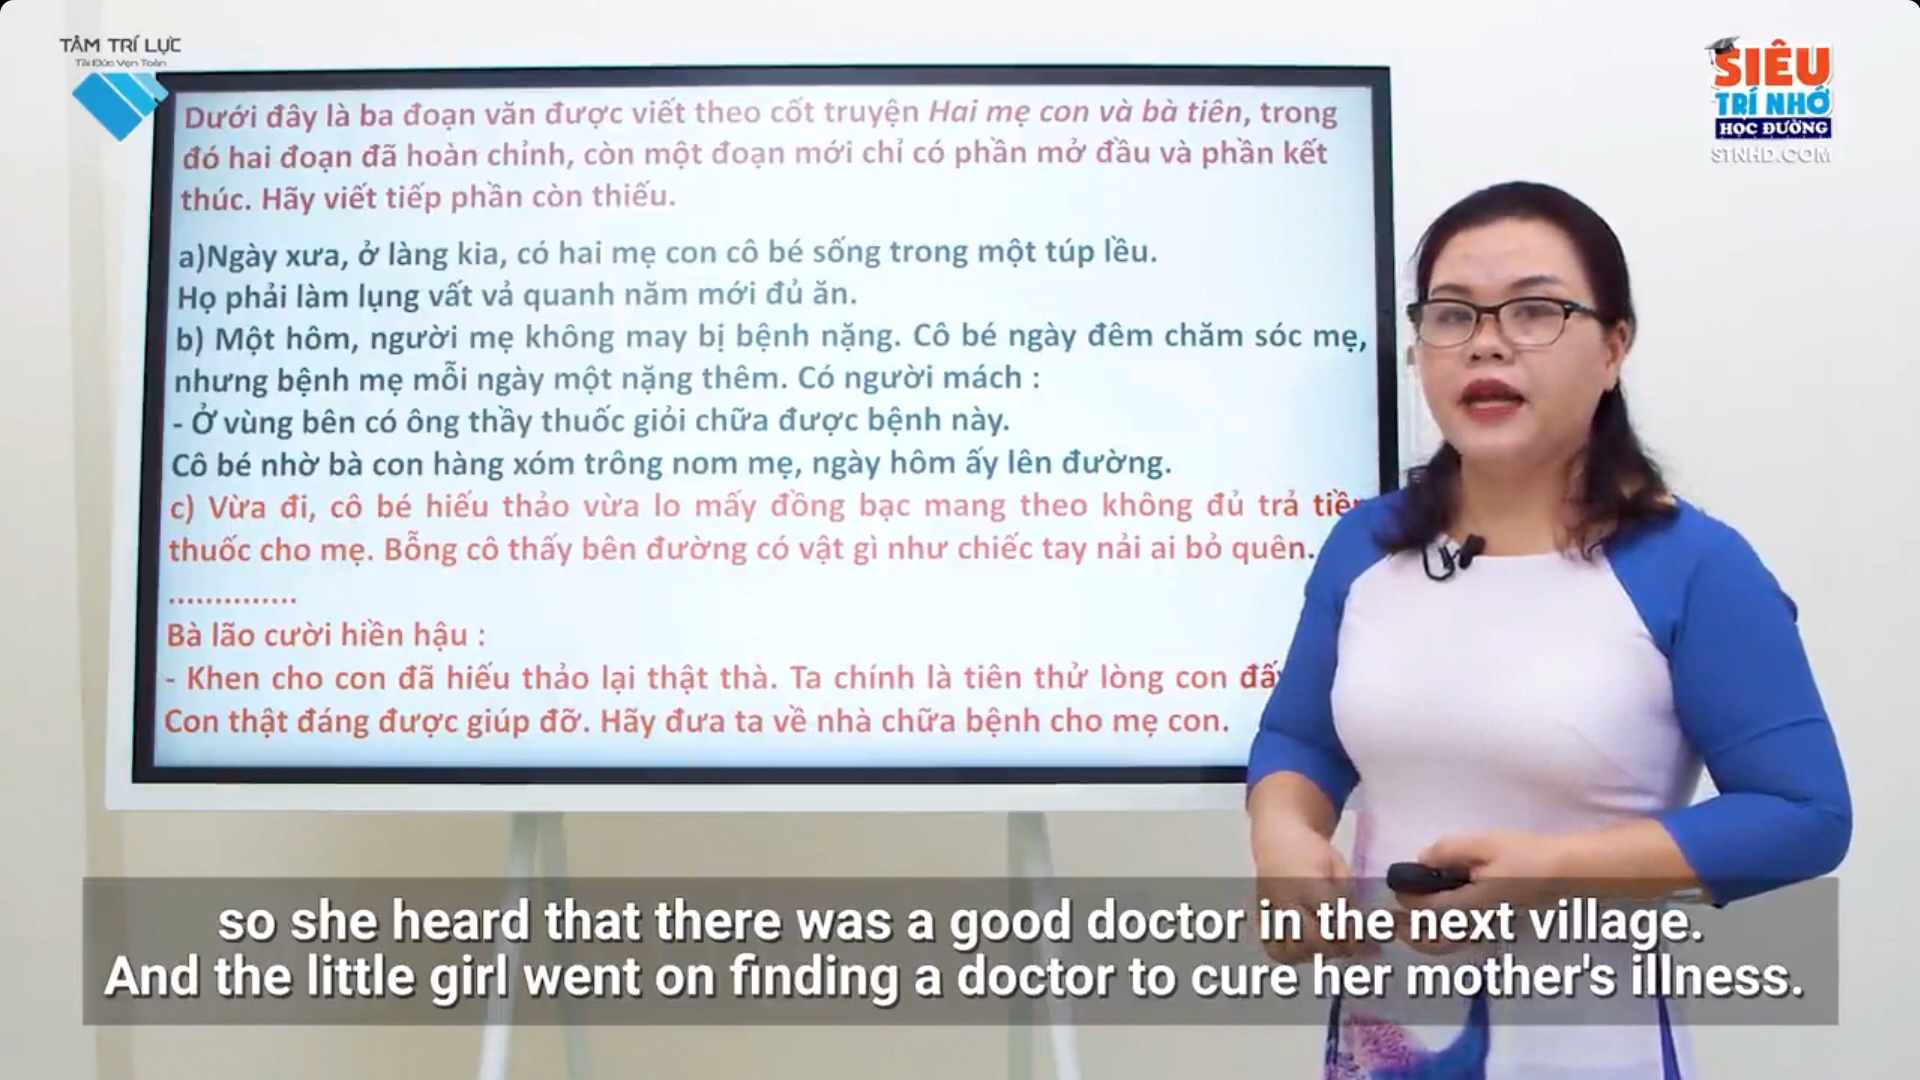 TÂM TRÍ LỰC
Tài Đức Vẹn Toàn
SIÊU
TRÍ NHỚ
HỌC ĐƯỜNG
STNHD.COM
Dưới đây là ba đoạn văn được viết theo cốt truyện Hai mẹ con và bà tiên, trong
đó hai đoạn đã hoàn chỉnh, còn một đoạn mới chỉ có phần mở đầu và phần kết
thúc. Hãy viết tiếp phần còn thiếu.
a)Ngày xưa, ở làng kia, có hai mẹ con cô bé sống trong một túp lều.
Họ phải làm lụng vất vả quanh năm mới đủ ăn.
b) Một hôm, người mẹ không may bị bệnh nặng. Cô bé ngày đêm chăm sóc mẹ,
nhưng bệnh mẹ mỗi ngày một nặng thêm. Có người mách :
- Ở vùng bên có ông thầy thuốc giỏi chữa được bệnh này.
Cô bé nhờ bà con hàng xóm trông nom mẹ, ngày hôm ấy lên đường.
c) Vừa đi, cô bé hiếu thảo vừa lo mấy đồng bạc mang theo không đủ trả tiền
thuốc cho mẹ. Bỗng cô thấy bên đường có vật gì như chiếc tay nải ai bỏ quên.
..............
Bà lão cười hiền hậu :
- Khen cho con đã hiếu thảo lại thật thà. Ta chính là tiên thử lòng con đấy
Con thật đáng được giúp đỡ. Hãy đưa ta về nhà chữa bệnh cho mẹ con.
so she heard that there was a good doctor in the next village.
And the little girl went on finding a doctor to cure her mother's illness.